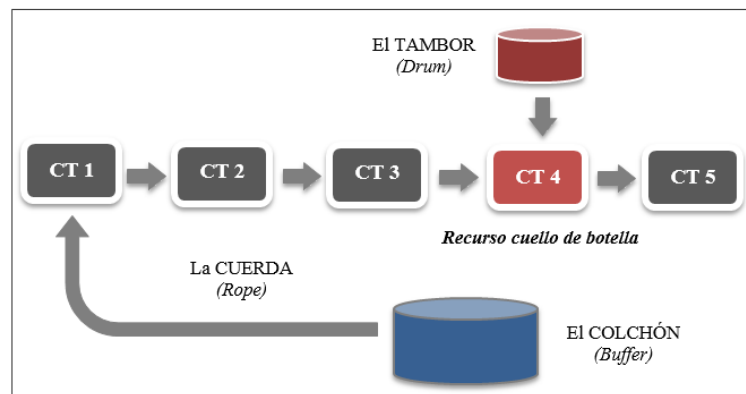 El TAMBOR
(Drum)
CT 1
CT 2
CT 3
CT 4
CT 5
Recurso cuello de botella
La CUERDA
(Rope)
El COLCHÓN
(Buffer)